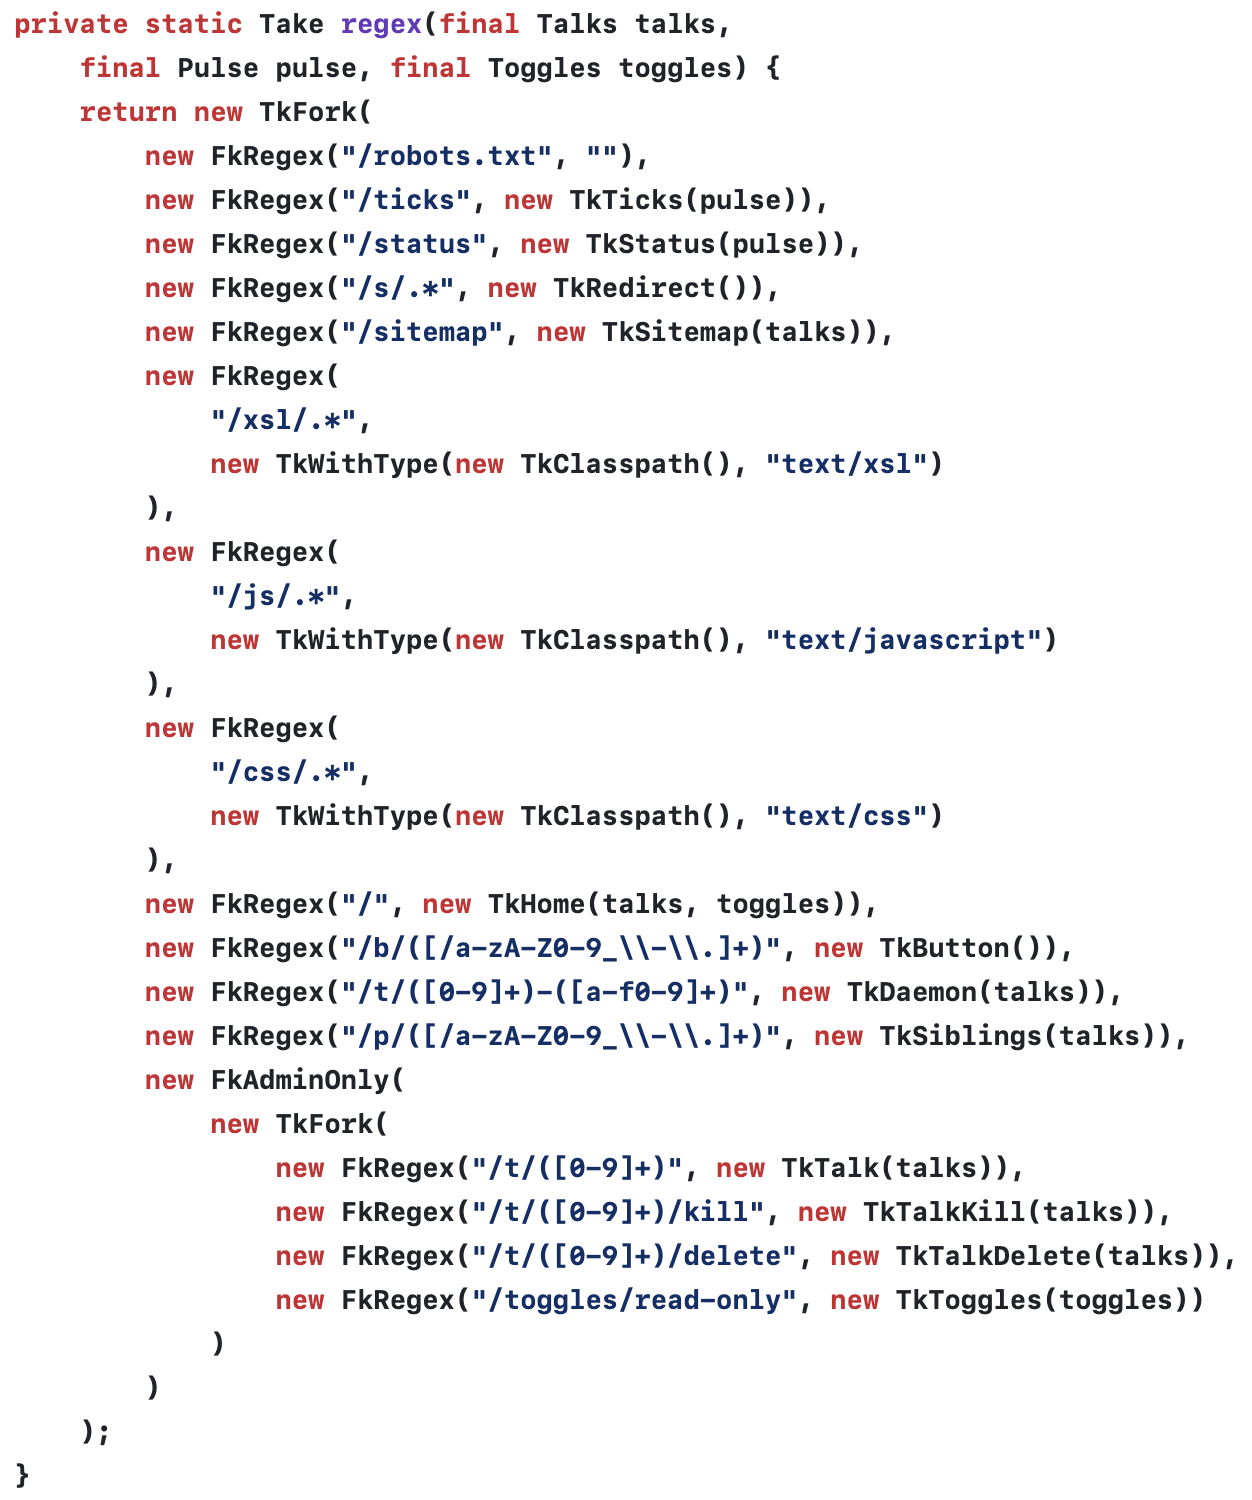 private static Take regex(final Talks talks,
    final Pulse pulse, final Toggles toggles) {
    return new TkFork(
        new FkRegex("/robots.txt", ""),
        new FkRegex("/ticks", new TkTicks(pulse)),
        new FkRegex("/status", new TkStatus(pulse)),
        new FkRegex("/s/.*", new TkRedirect()),
        new FkRegex("/sitemap", new TkSitemap(talks)),
        new FkRegex(
            "/xsl/.*",
            new TkWithType(new TkClasspath(), "text/xsl")
        ),
        new FkRegex(
            "/js/.*",
            new TkWithType(new TkClasspath(), "text/javascript")
        ),
        new FkRegex(
            "/css/.*",
            new TkWithType(new TkClasspath(), "text/css")
        ),
        new FkRegex("/", new TkHome(talks, toggles)),
        new FkRegex("/b/([/a-zA-Z0-9_\\-\\.]+)", new TkButton()),
        new FkRegex("/t/([0-9]+)-([a-f0-9]+)", new TkDaemon(talks)),
        new FkRegex("/p/([/a-zA-Z0-9_\\-\\.]+)", new TkSiblings(talks)),
        new FkAdminOnly(
            new TkFork(
                new FkRegex("/t/([0-9]+)", new TkTalk(talks)),
                new FkRegex("/t/([0-9]+)/kill", new TkTalkKill(talks)),
                new FkRegex("/t/([0-9]+)/delete", new TkTalkDelete(talks)),
                new FkRegex("/toggles/read-only", new TkToggles(toggles))
            )
        )
    );
}